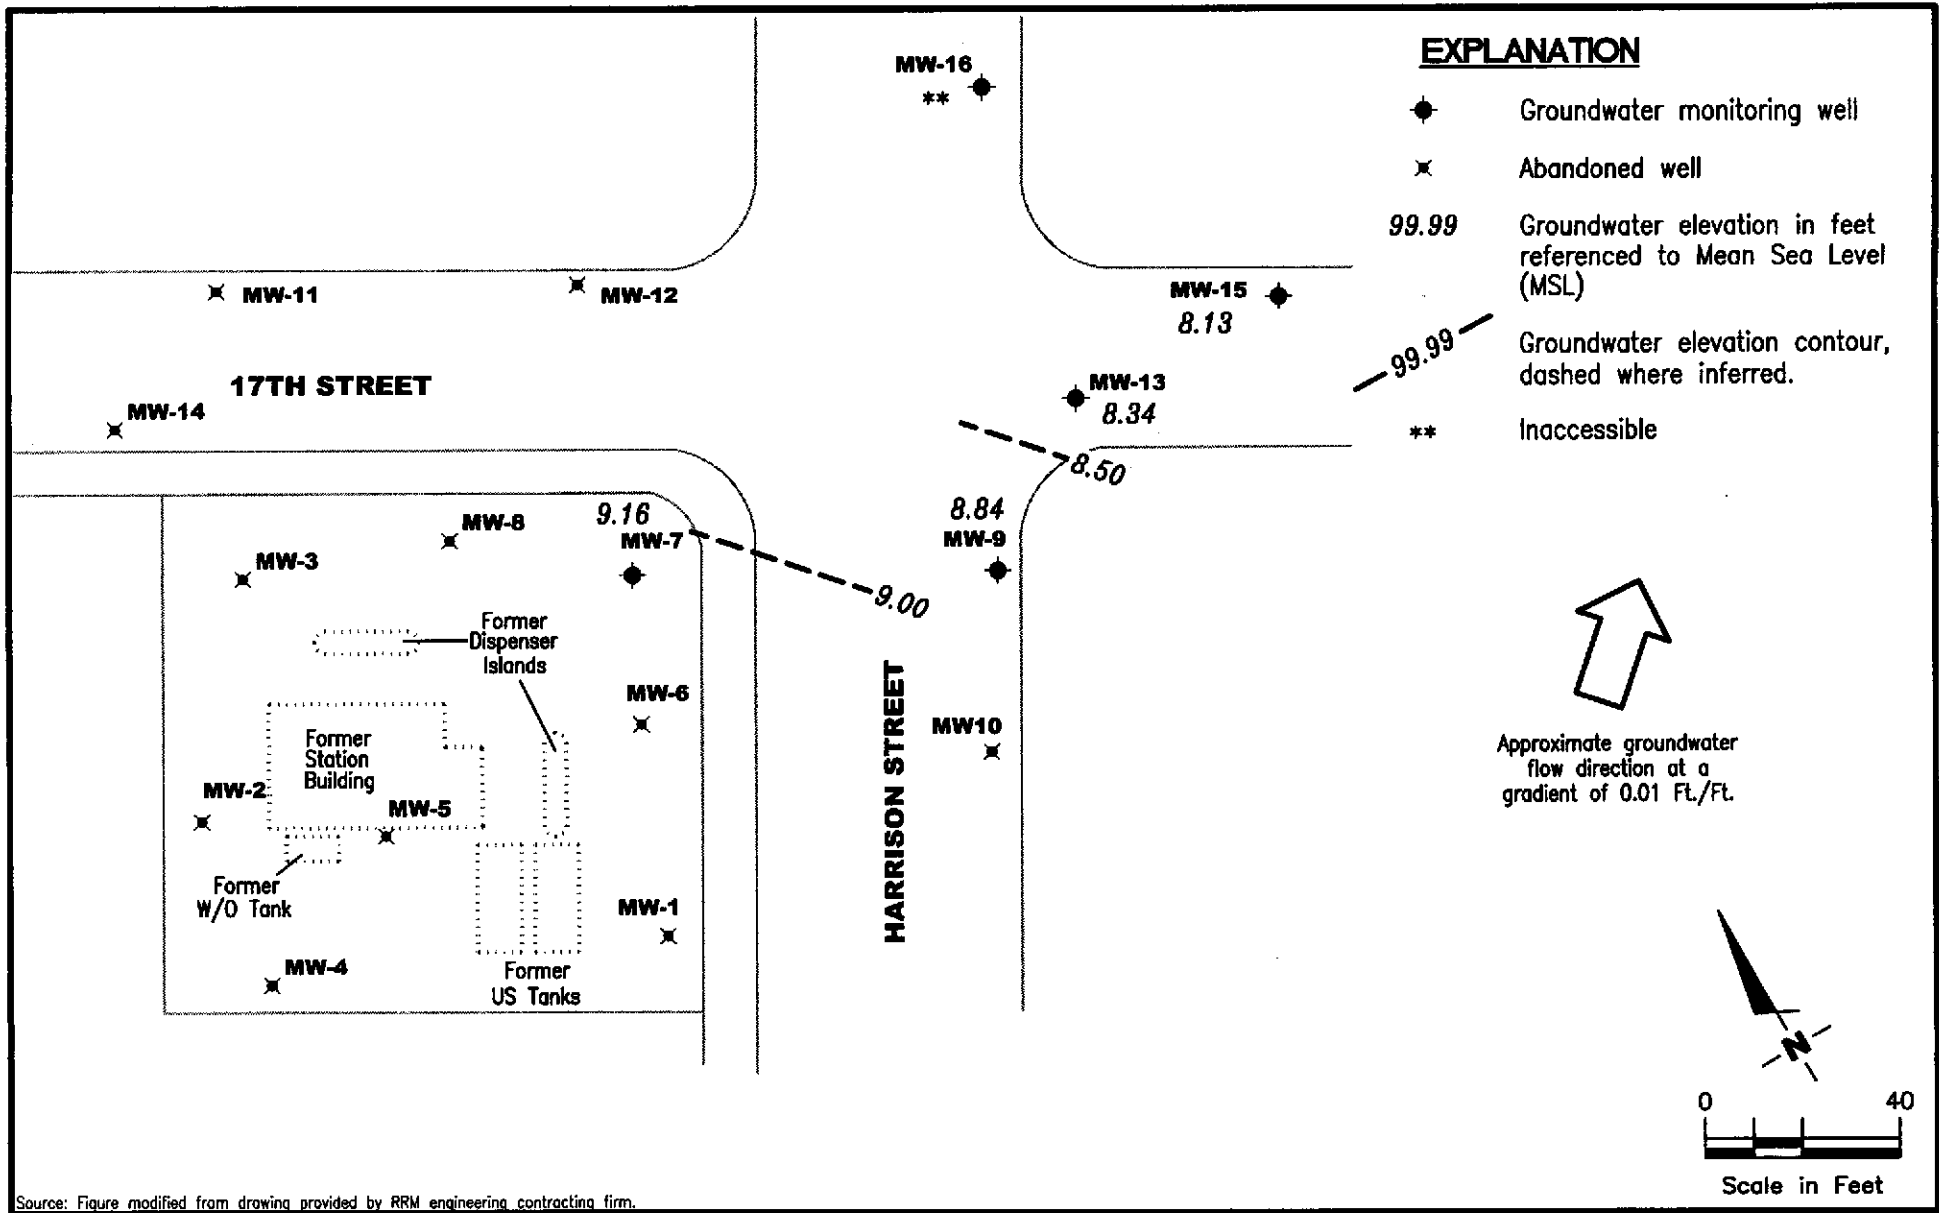 EXPLANATION
Groundwater monitoring well
Abandoned well
99.99
Groundwater elevation in feet
referenced to Mean Sea Level
(MSL)
99.99
Groundwater elevation contour,
dashed where inferred.
**
Inaccessible
MW-16
**
MW-11
MW-12
MW-15
8.13
17TH STREET
MW-14
MW-13
8.34
8.50
9.16
MW-7
MW-8
MW-3
8.84
MW-9
9.00
Former
Dispenser
Islands
MW-6
HARRISON STREET
MW10
Former
Station
Building
MW-2
MW-5
Former
W/O Tank
MW-1
MW-4
Former
US Tanks
Approximate groundwater
flow direction at a
gradient of 0.01 Ft./Ft.
N
0
40
Scale in Feet
Source: Figure modified from drawing provided by RRM engineering contracting firm.